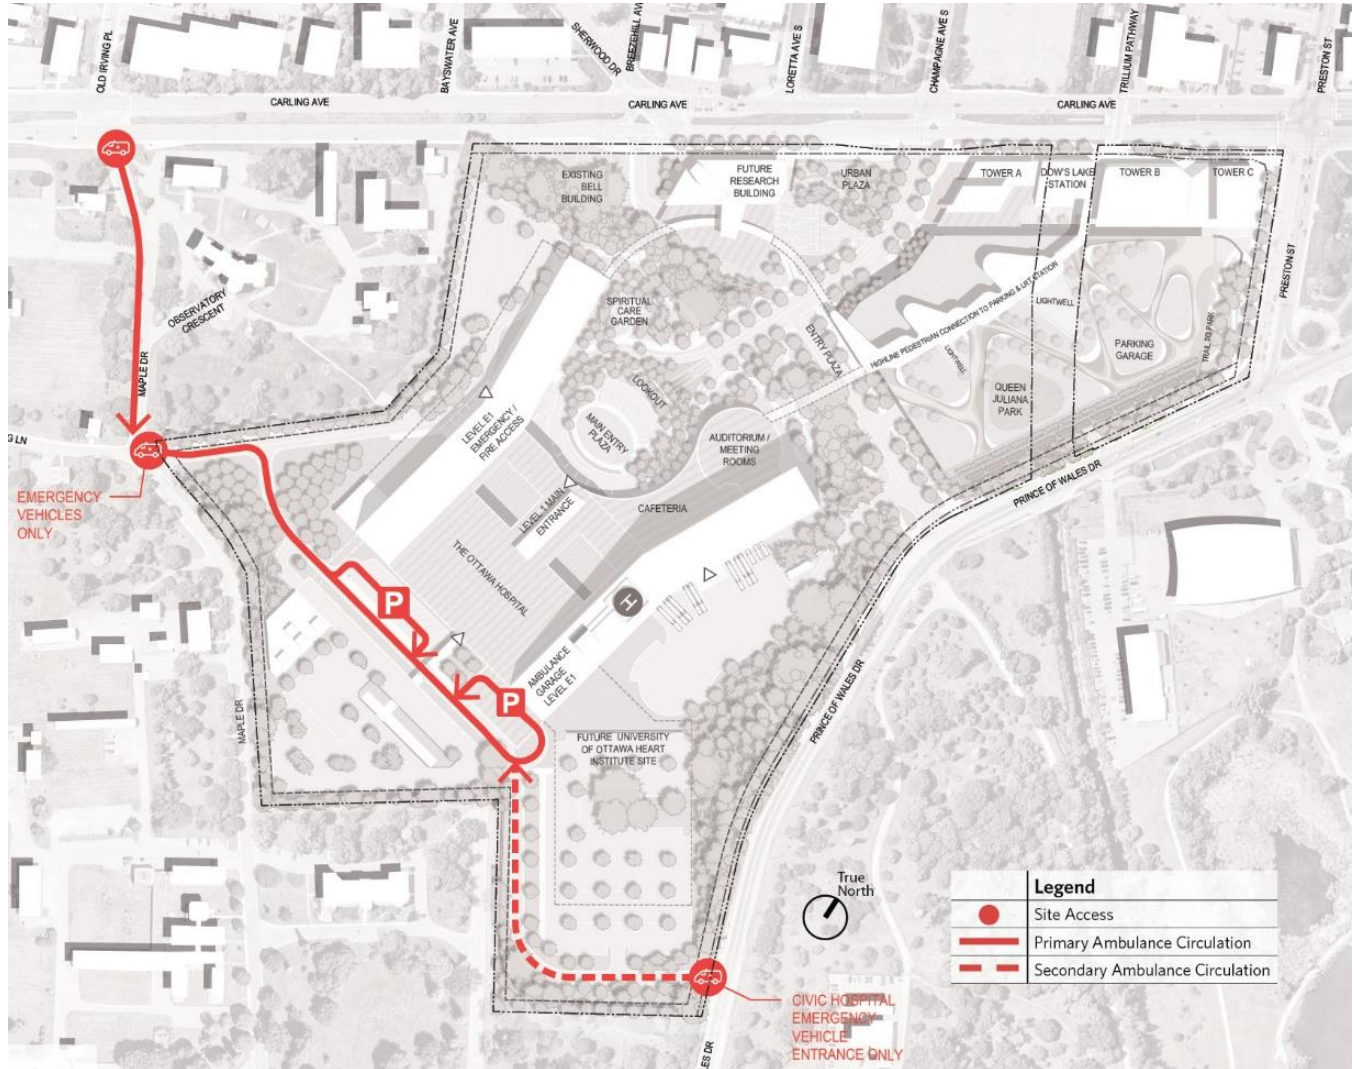 OLD IRVING PL
BAYSWATER AVE
SHERWOOD DR
BREEZEHILL AV
LORETTA AVE S
CHAMPAGNE AVE S
TRILLIUM PATHWAY
PRESTON ST
CARLING AVE
CARLING AVE
CARLING AVE
EXISTING
BELL
BUILDING
FUTURE
RESEARCH
BUILDING
URBAN
PLAZA
TOWER A
DOW'S LAKE
STATION
TOWER B
TOWER C
PRESTON ST
OBSERVATORY
CRESCENT
SPIRITUAL
CARE
GARDEN
HIGHLINE PEDESTRIAN CONNECTION TO PARKING & LRT STATION
LIGHTWELL
ENTRY PLAZA
LIGHTWELL
PARKING
GARAGE
TRAIL TO PARK
MAPLE DR
LOOKOUT
QUEEN
JULIANA
PARK
LEVEL E1
EMERGENCY /
FIRE ACCESS
MAIN ENTRY
PLAZA
AUDITORIUM /
MEETING
ROOMS
G LN
PRINCE OF WALES DR
EMERGENCY
VEHICLES
ONLY
LEVEL 1 MAIN
ENTRANCE
CAFETERIA
THE OTTAWA HOSPITAL
P
H
AMBULANCE
GARAGE
LEVEL E1
P
MAPLE DR
PRINCE OF WALES DR
FUTURE UNIVERSITY
OF OTTAWA HEART
INSTITUTE SITE
True
North
Legend
Site Access
Primary Ambulance Circulation
Secondary Ambulance Circulation
CIVIC HOSPITAL
EMERGENCY
VEHICLE
ENTRANCE ONLY
LES DR